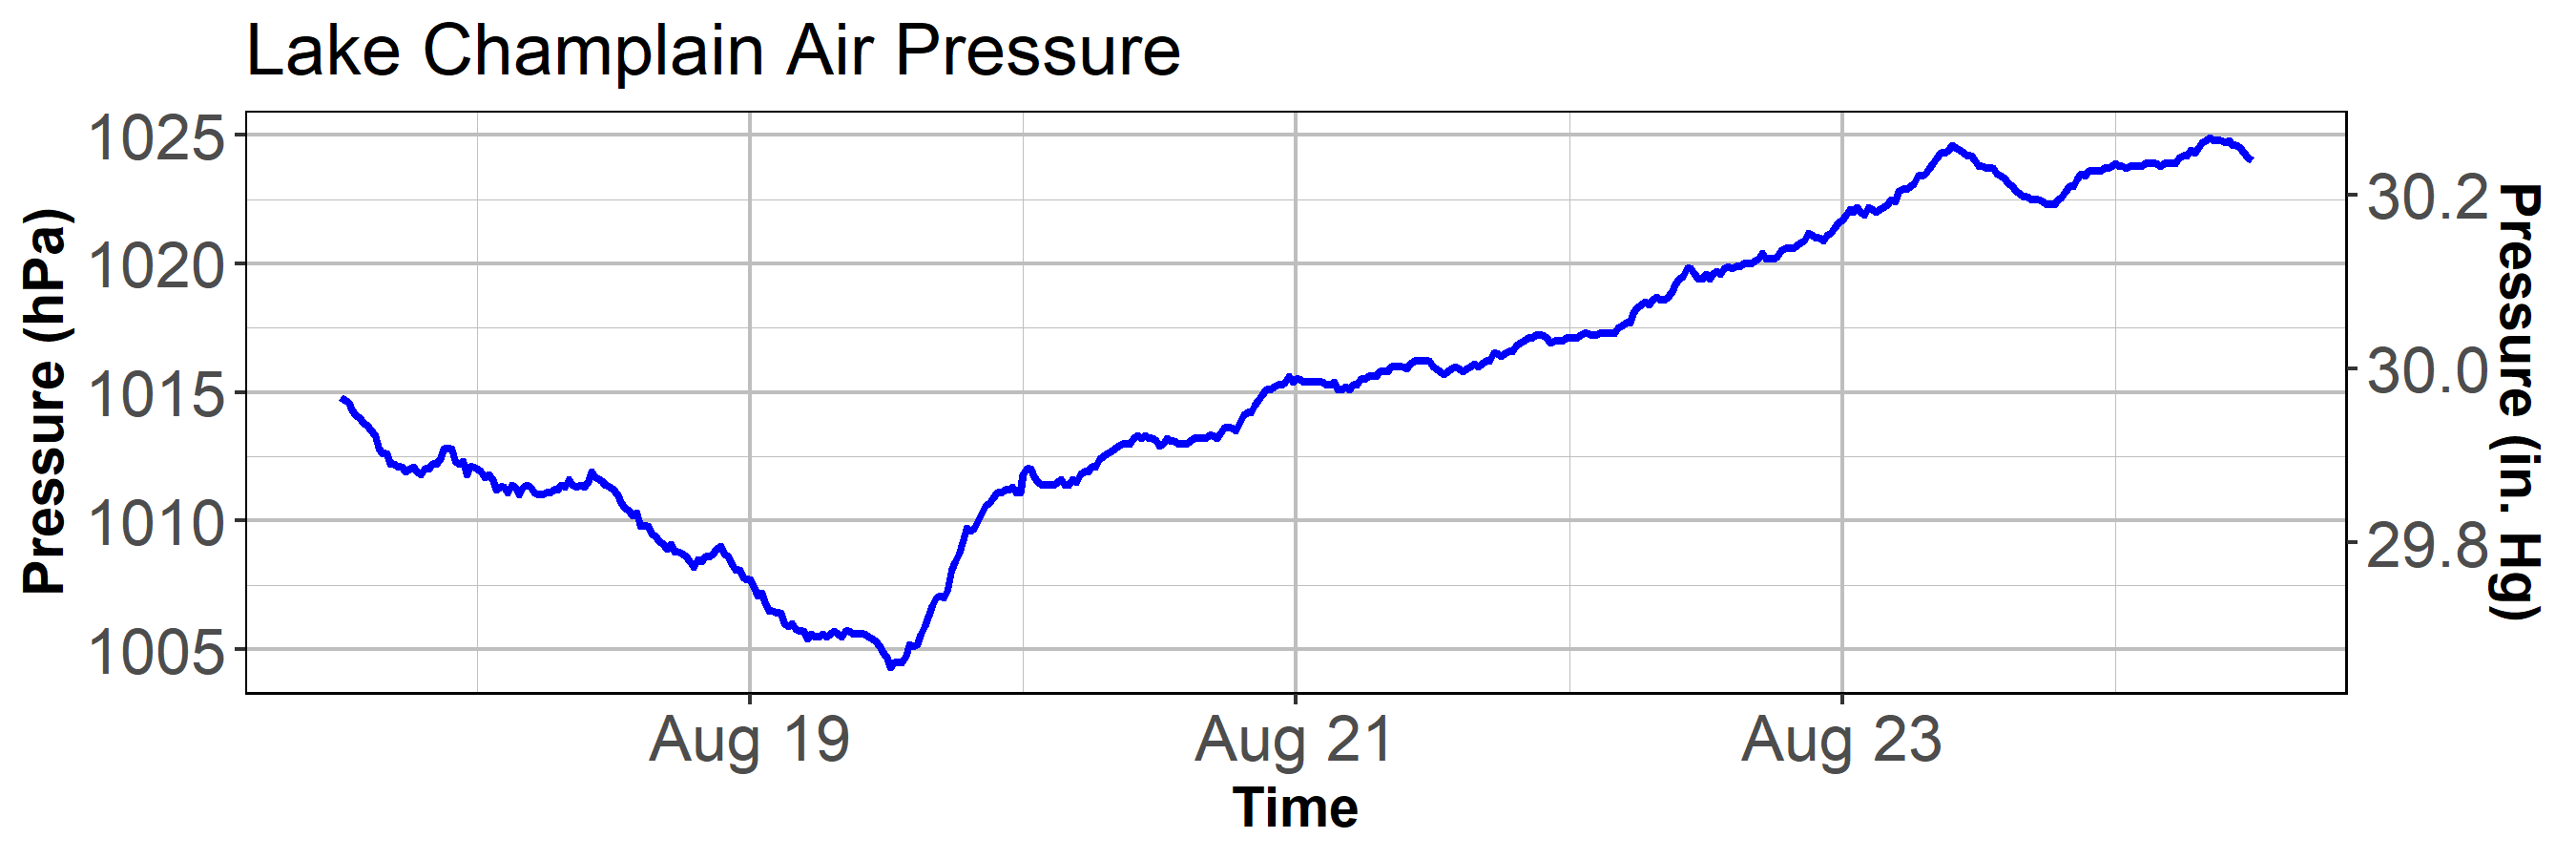 Lake Champlain Air Pressure
Pressure (hPa)
1025
1020
1015
1010
1005
30.2
30.0
29.8
Pressure (in. Hg)
Aug 19 Aug 21 Aug 23
Time